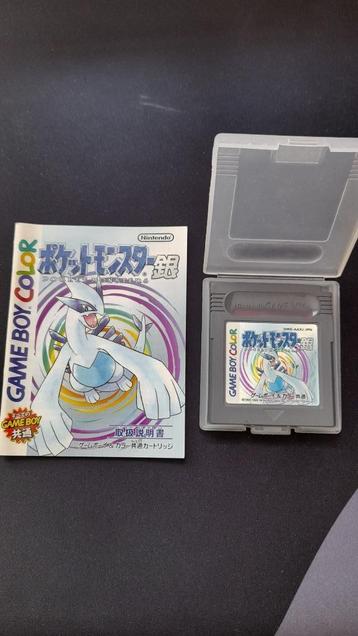 Nintendo
GAME BOY COLOR
ポケットモンスター銀
POCKET MONSTERS
GAME BOY
共通
取扱説明書
ゲームボーイ&カラー共通カートリッジ
GAME BOY COLOR
ポケットモンスター銀
ゲームボーイ&カラー共通